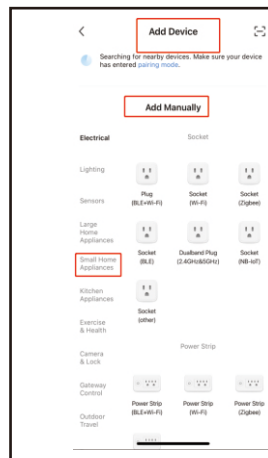 Add Device
Searching for nearby devices. Make sure your device
has entered pairing mode.
Add Manually
Electrical
Lighting
Sensors
Large
Home
Appliances
Small Home
Appliances
Kitchen
Appliances
Exercise
& Health
Camera
& Lock
Gateway
Control
Outdoor
Travel
Socket
Plug
(BLE+Wi-Fi)
Socket
(Wi-Fi)
Socket
(Zigbee)
Socket
(BLE)
Dualband Plug
(2.4GHz&5GHz)
Socket
(NB-IoT)
Socket
(other)
Power Strip
Power Strip
(BLE+Wi-Fi)
Power Strip
(Wi-Fi)
Power Strip
(Zigbee)